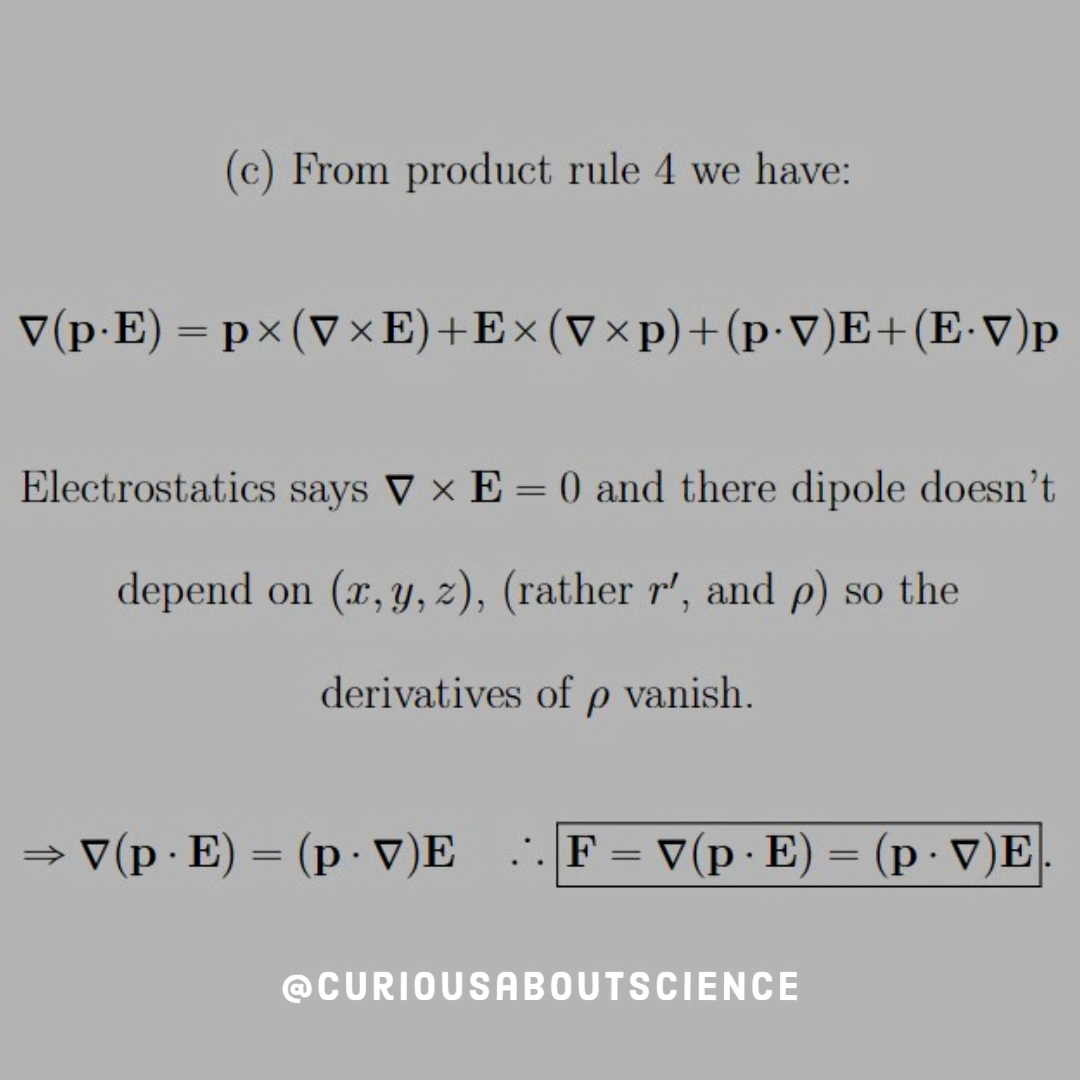 (c) From product rule 4 we have:
∇(p·E) = p×(∇×E)+E×(∇×p)+(p·∇)E+(E·∇)p
Electrostatics says ∇ × E = 0 and there dipole doesn't
depend on (x, y, z), (rather r′, and ρ) so the
derivatives of ρ vanish.
⇒ ∇(p · E) = (p · ∇)E ∴ F = ∇(p · E) = (p · ∇)E.
@CURIOUSABOUTSCIENCE